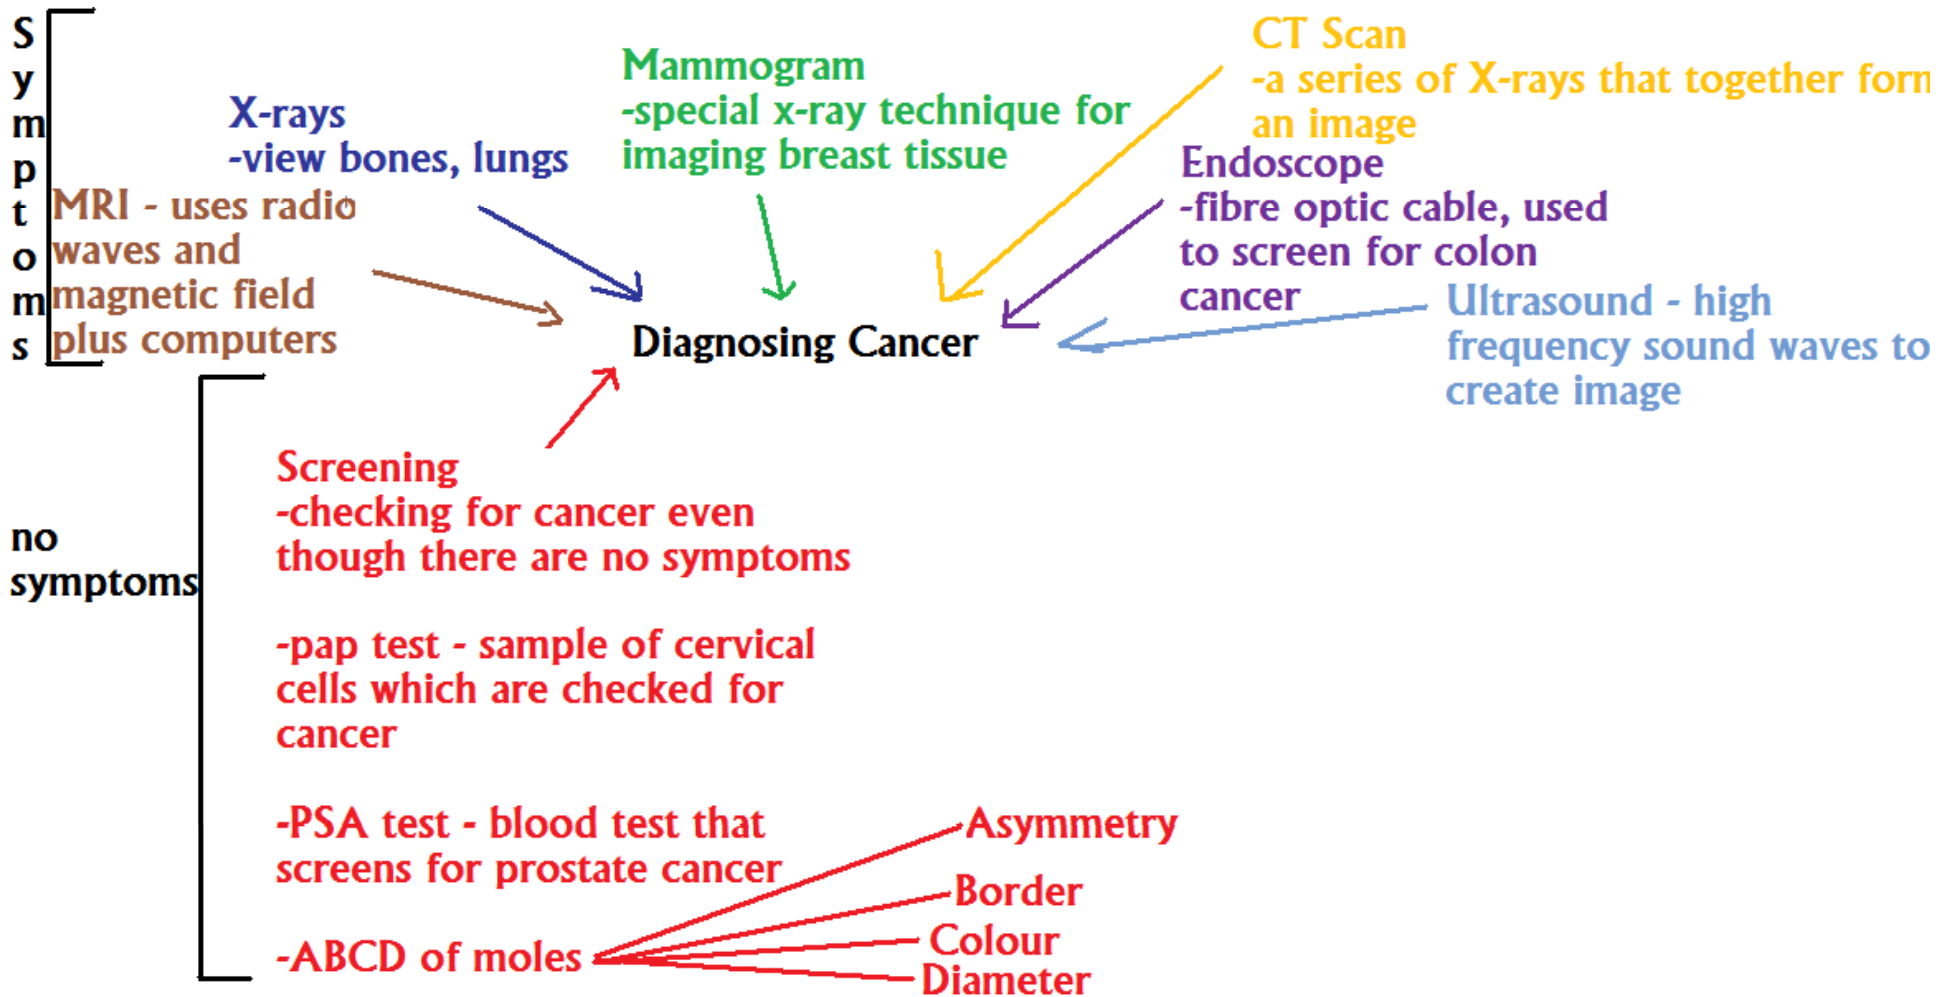 Symptoms
CT Scan
-a series of X-rays that together form
an image
Mammogram
-special x-ray technique for
imaging breast tissue
X-rays
-view bones, lungs
Endoscope
-fibre optic cable, used
to screen for colon
cancer
MRI - uses radio
waves and
magnetic field
plus computers
Ultrasound - high
frequency sound waves to
create image
Diagnosing Cancer
no
symptoms
Screening
-checking for cancer even
though there are no symptoms
-pap test - sample of cervical
cells which are checked for
cancer
-PSA test - blood test that
screens for prostate cancer
-ABCD of moles
Asymmetry
Border
Colour
Diameter